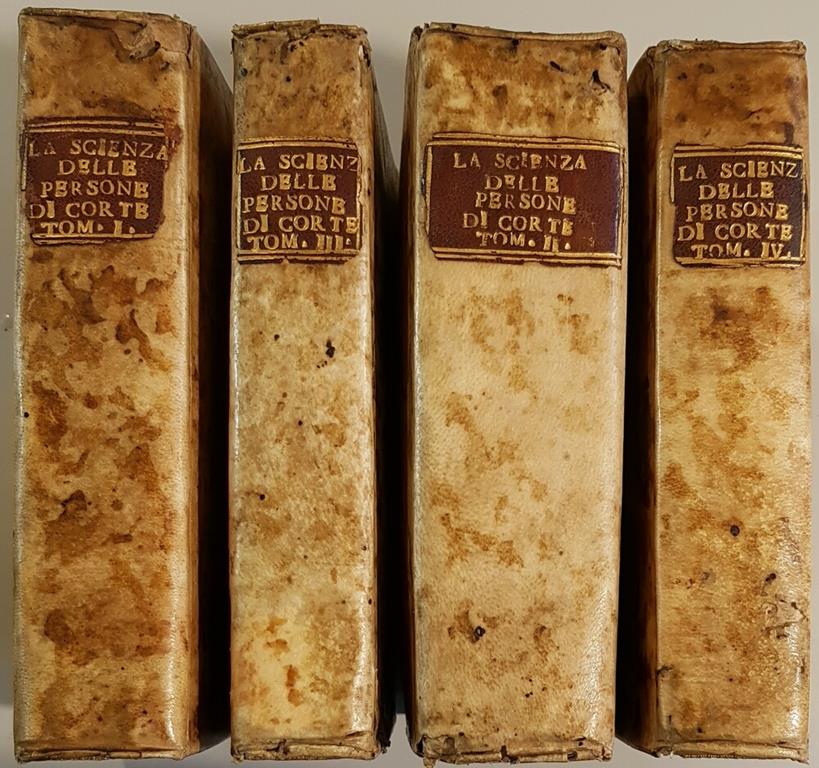 LA SCIENZA
DELLE
PERSONE
DI CORTE
TOM. I.
LA SCIENZ
DELLE
PERSONE
DI CORTE
TOM. III.
LA SCIENZA
DELLE
PERSONE
DI CORTE
TOM. II.
LA SCIENZ
DELLE
PERSONE
DI CORTE
TOM. IV.